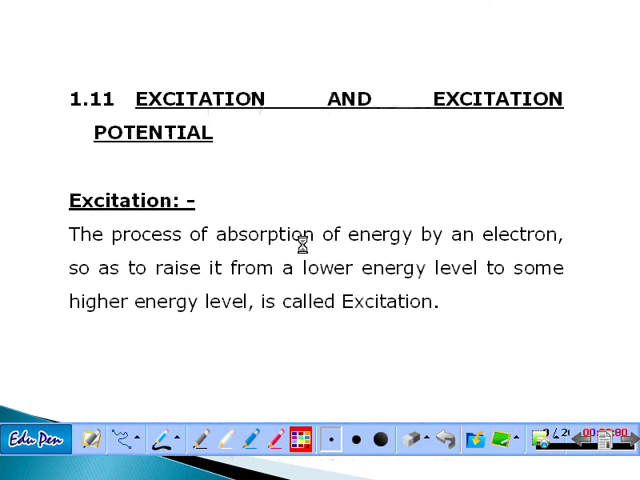 1.11 EXCITATION AND EXCITATION
POTENTIAL
Excitation: -
The process of absorption of energy by an electron,
so as to raise it from a lower energy level to some
higher energy level, is called Excitation.
Edu Pen